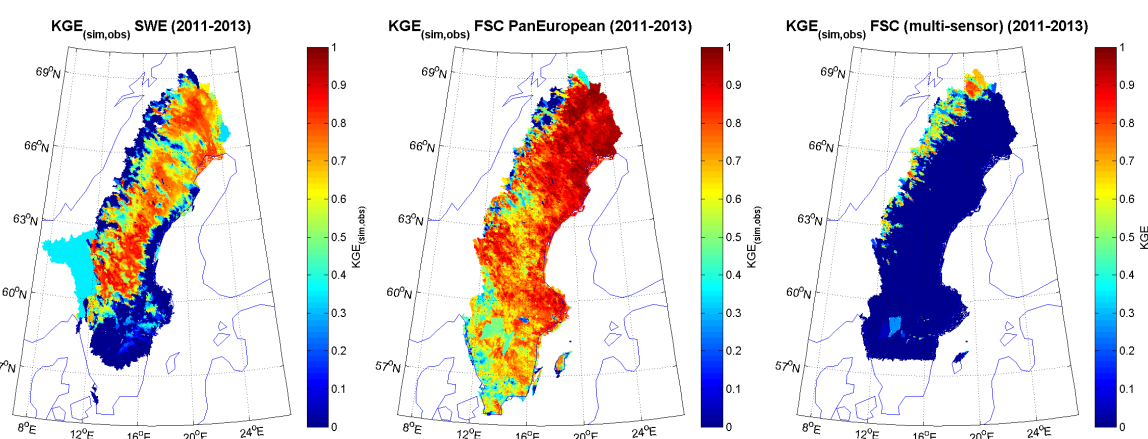 KGE(sim,obs) SWE (2011-2013)
69°N
66°N
63°N
60°N
7°N
8°E
12°E
16°E
20°E
24°E
1
0.9
0.8
0.7
0.6
0.5
0.4
0.3
0.2
0.1
0
KGE(sim,obs)
KGE(sim,obs) FSC PanEuropean (2011-2013)
69°N
66°N
63°N
60°N
57°N
8°E
12°E
16°E
20°E
24°E
1
0.9
0.8
0.7
0.6
0.5
0.4
0.3
0.2
0.1
0
KGE(sim,obs)
KGE(sim,obs) FSC (multi-sensor) (2011-2013)
69°N
66°N
63°N
60°N
57°N
8°E
12°E
16°E
20°E
24°E
1
0.9
0.8
0.7
0.6
0.5
0.4
0.3
0.2
0.1
0
KGE